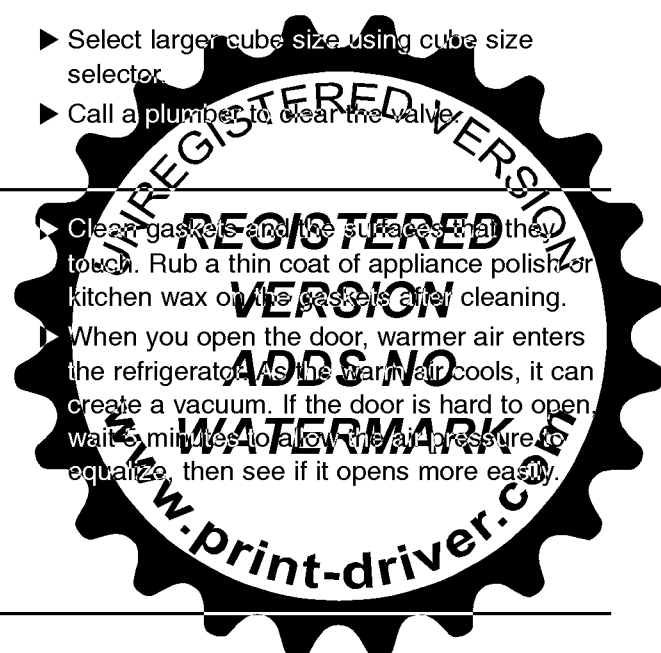 ▶ Select larger cube size using cube size
selector.
▶ Call a plumber to clear the valve.
UNREGISTERED VERSION
REGISTERED
VERSION
ADDS NO
WATERMARK
www.print-driver.com
▶ Clean gaskets and the surfaces that they
touch. Rub a thin coat of appliance polish or
kitchen wax on the gaskets after cleaning.
▶ When you open the door, warmer air enters
the refrigerator. As the warm air cools, it can
create a vacuum. If the door is hard to open,
wait 5 minutes to allow the air pressure to
equalize, then see if it opens more easily.